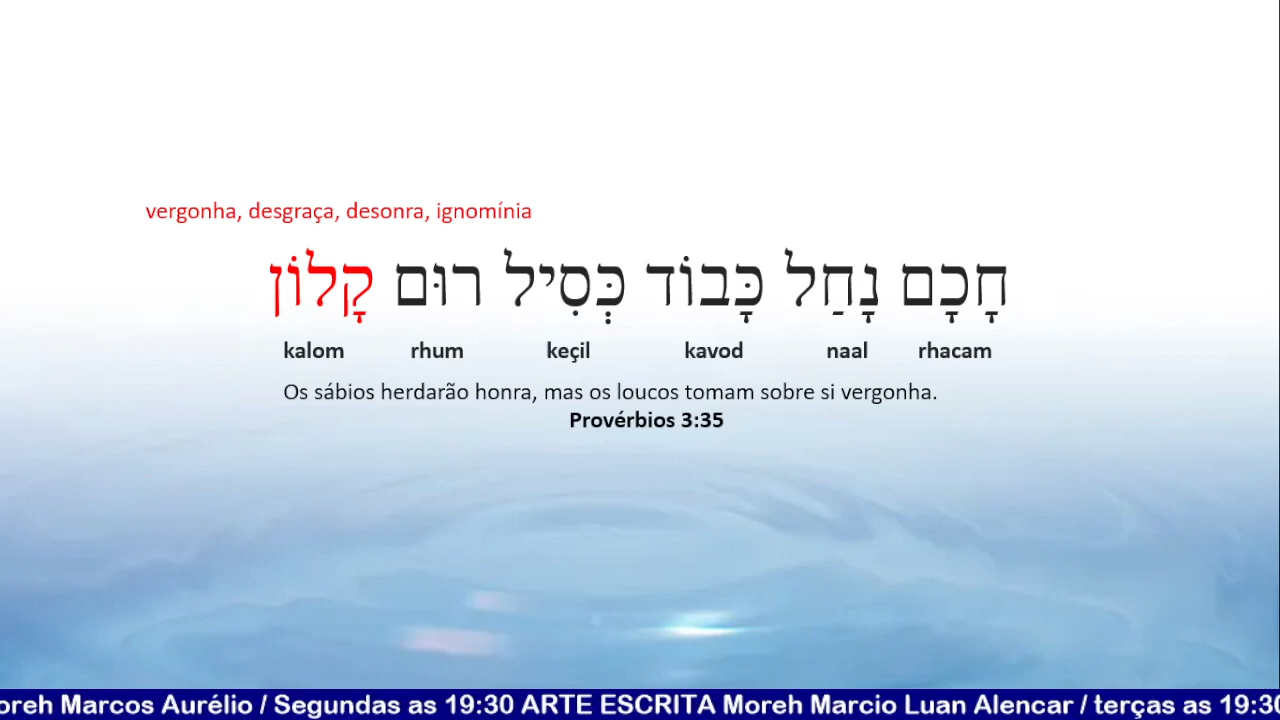 vergonha, desgraça, desonra, ignomínia
חָכָם נָחַל כָּבוֹד כְּסִיל רוּם קָלוֹן
kalom rhum keçil kavod naal rhacam
Os sábios herdarão honra, mas os loucos tomam sobre si vergonha.
Provérbios 3:35
oreh Marcos Aurélio / Segundas as 19:30 ARTE ESCRITA Moreh Marcio Luan Alencar / terças as 19:30